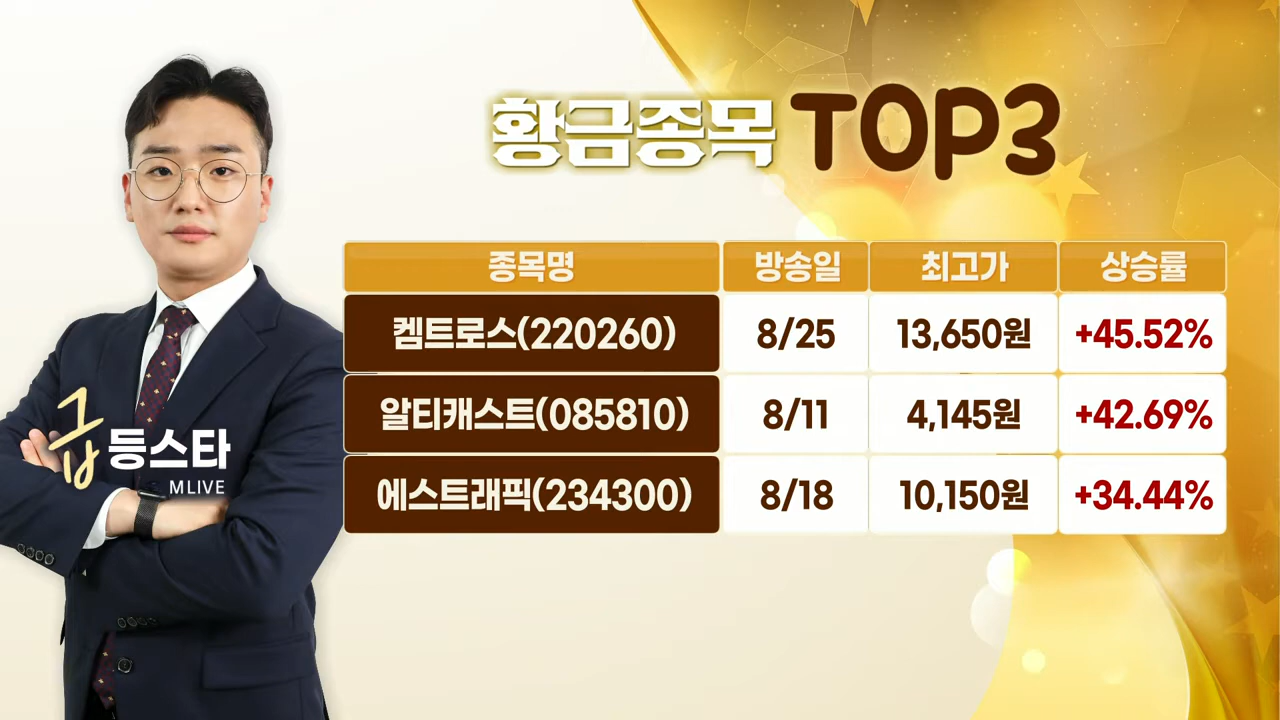 황금종목 TOP3
종목명 방송일 최고가 상승률
켐트로스(220260) 8/25 13,650원 +45.52%
알티캐스트(085810) 8/11 4,145원 +42.69%
에스트래픽(234300) 8/18 10,150원 +34.44%
급등스타
MLIVE